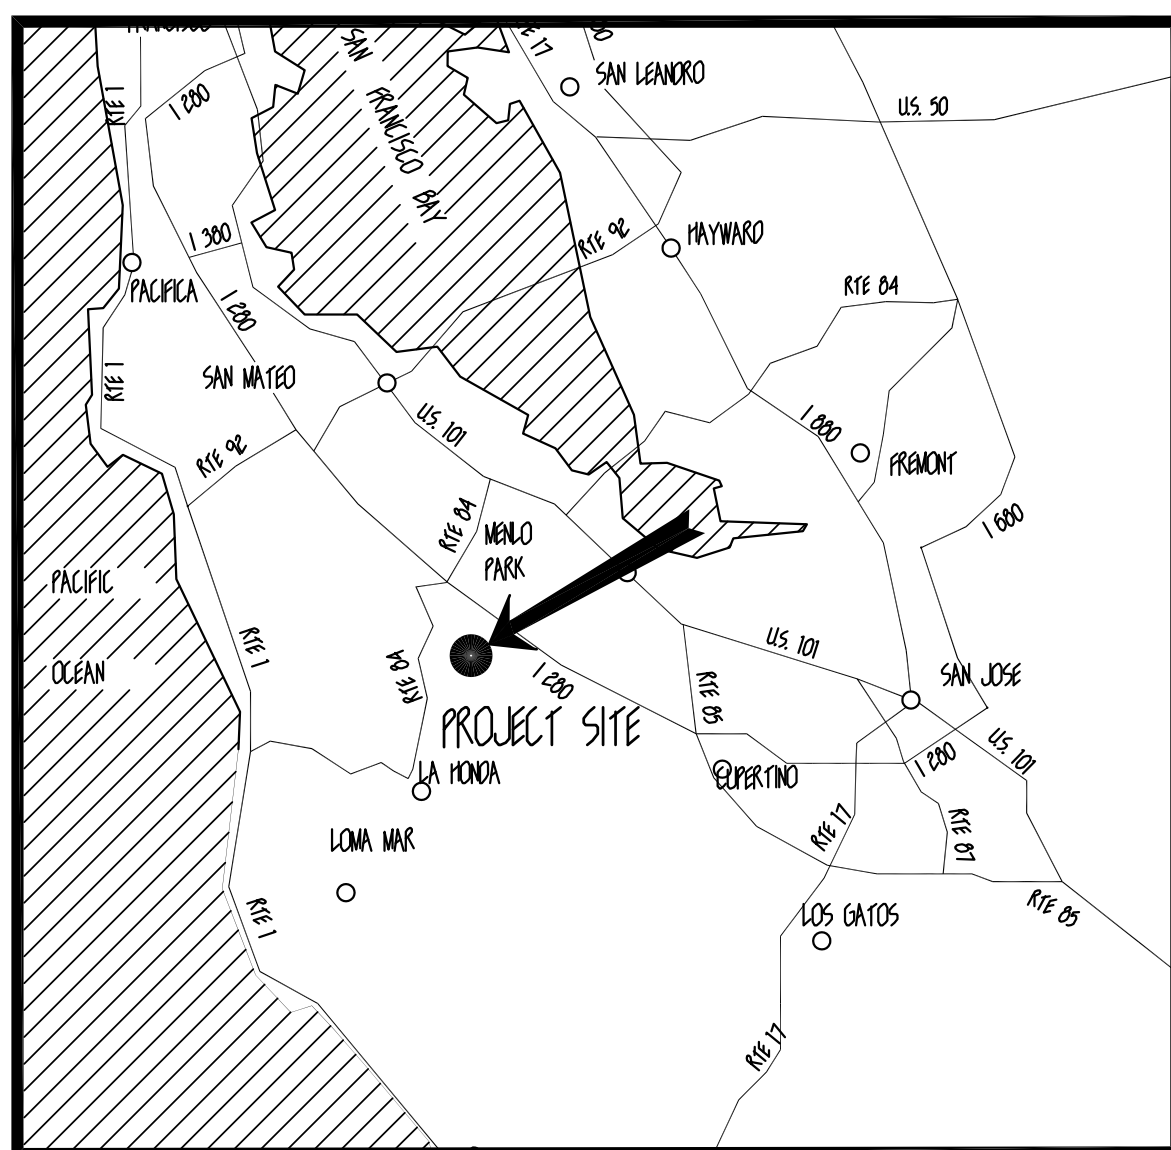 FRANCISCO
SAN
FRANCISCO
BAY
RTE 17
SAN LEANDRO
RTE 1
I 280
U.S. 50
I 380
RTE 92
HAYWARD
PACIFICA
I 280
RTE 84
RTE 1
SAN MATEO
U.S. 101
I 880
RTE 92
FREMONT
RTE 84
MENLO
PARK
I 680
PACIFIC
OCEAN
RTE 1
RTE 84
I 280
U.S. 101
SAN JOSE
RTE 85
PROJECT SITE
I 280
U.S. 101
LA HONDA
CUPERTINO
LOMA MAR
RTE 17
RTE 87
RTE 1
LOS GATOS
RTE 85
RTE 17